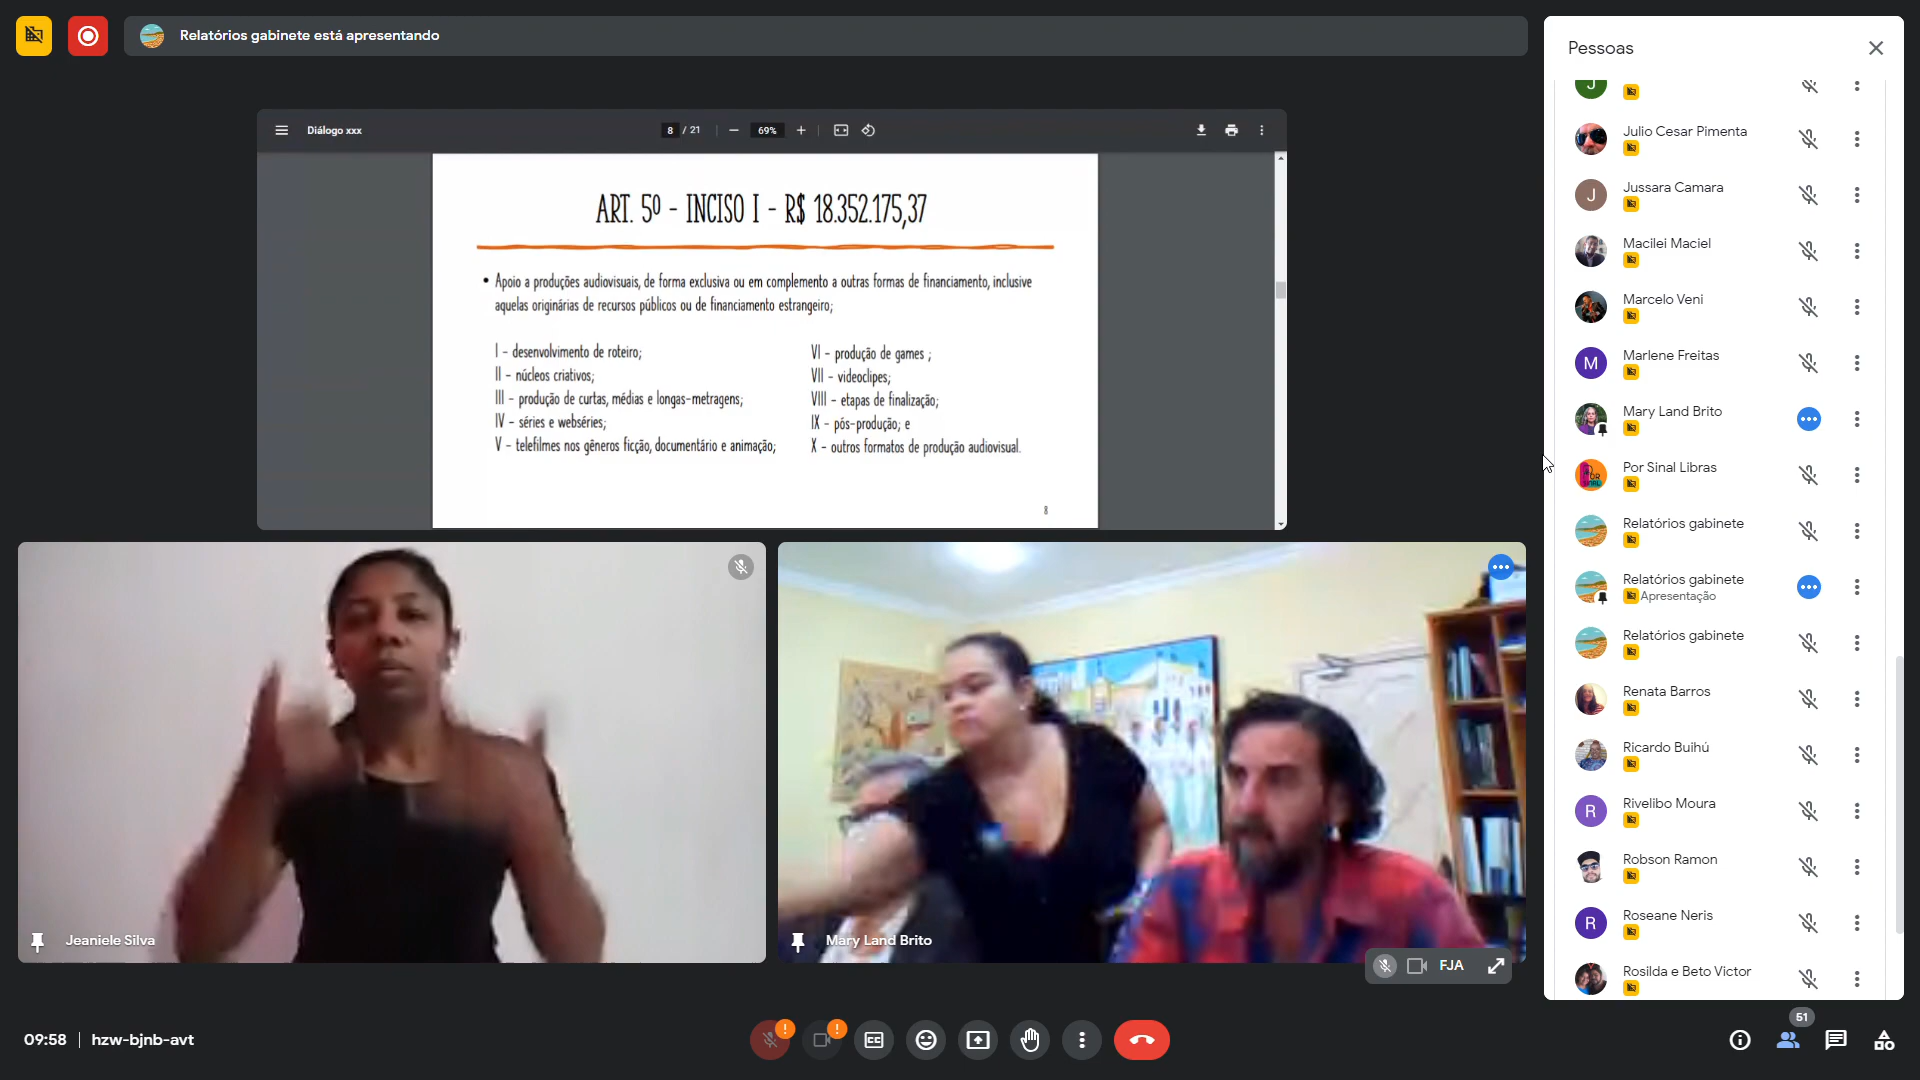 Relatórios gabinete está apresentando
Diálogo xxx
8 / 21
69%
ART. 5º - INCISO I - R$ 18.352.175,37
• Apoio a produções audiovisuais, de forma exclusiva ou em complemento a outras formas de financiamento, inclusive
aquelas originárias de recursos públicos ou de financiamento estrangeiro;
I - desenvolvimento de roteiro;
II - núcleos criativos;
III - produção de curtas, médias e longas-metragens;
IV - séries e webséries;
V - telefilmes nos gêneros ficção, documentário e animação;
VI - produção de games ;
VII - videoclipes;
VIII - etapas de finalização;
IX - pós-produção; e
X - outros formatos de produção audiovisual.
8
Jeaniele Silva
Mary Land Brito
FJA
Pessoas
J
Julio Cesar Pimenta
J
Jussara Camara
Macilei Maciel
Marcelo Veni
M
Marlene Freitas
Mary Land Brito
Por Sinal Libras
Relatórios gabinete
Relatórios gabinete
Apresentação
Relatórios gabinete
Renata Barros
Ricardo Buihú
R
Rivelibo Moura
Robson Ramon
R
Roseane Neris
Rosilda e Beto Victor
09:58
hzw-bjnb-avt
51